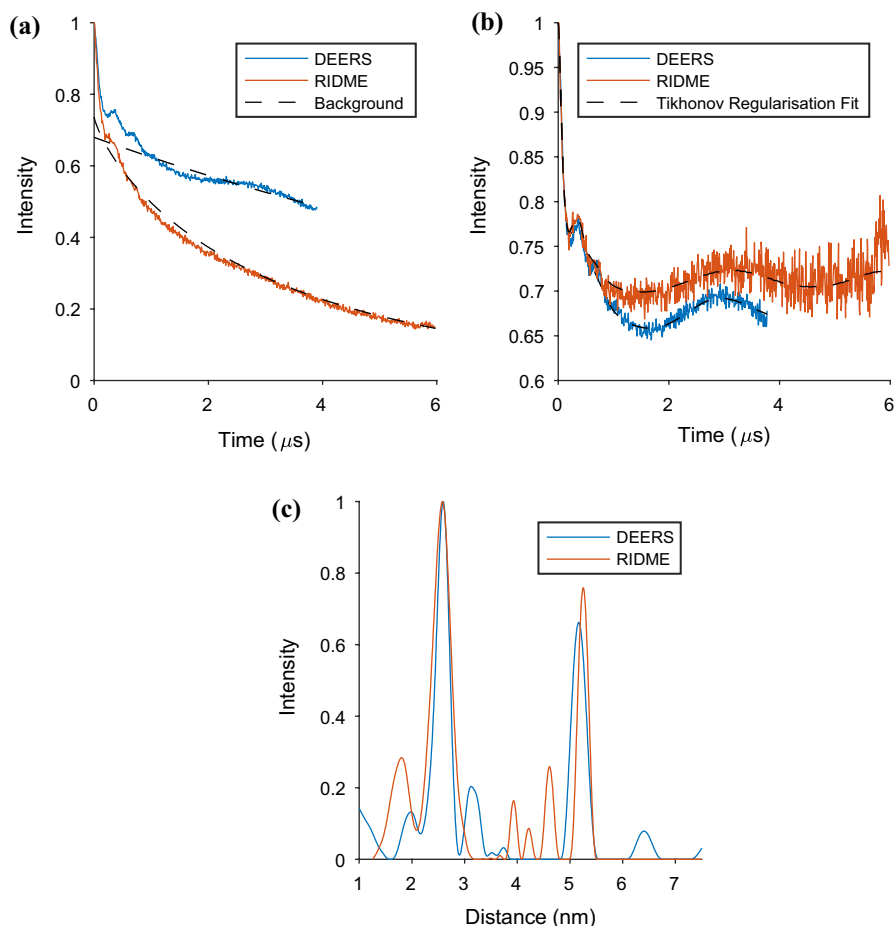 (a)
1
0.8
0.6
0.4
0.2
0
Intensity
DEERS
RIDME
Background
0 2 4 6
Time (μs)
(b)
1
0.95
0.9
0.85
0.8
0.75
0.7
0.65
0.6
Intensity
DEERS
RIDME
Tikhonov Regularisation Fit
0 2 4 6
Time (μs)
(c)
1
0.8
0.6
0.4
0.2
0
Intensity
DEERS
RIDME
1 2 3 4 5 6 7
Distance (nm)